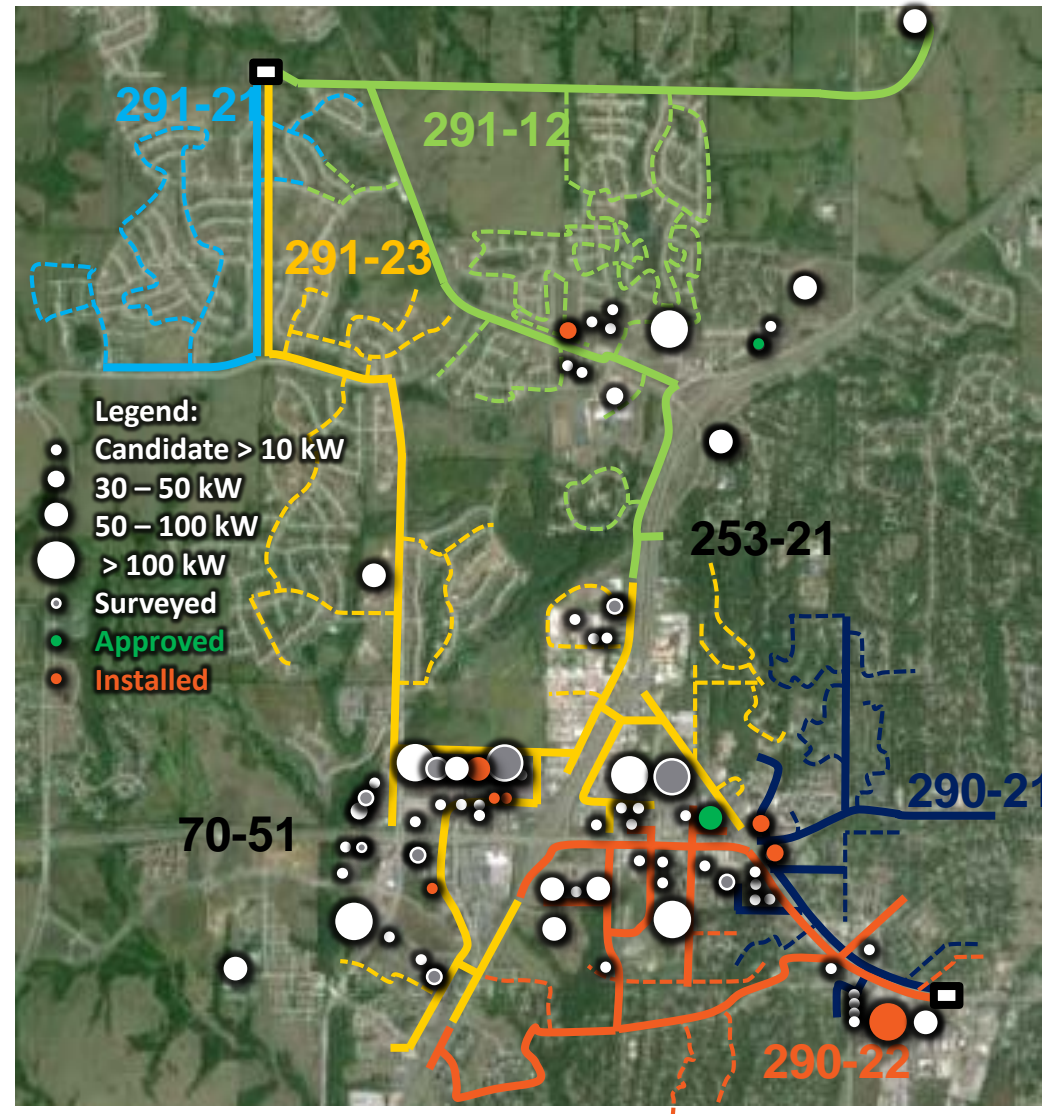 291-21
291-12
291-23
Legend:
Candidate > 10 kW
30 – 50 kW
50 – 100 kW
> 100 kW
Surveyed
Approved
Installed
253-21
290-21
70-51
290-22